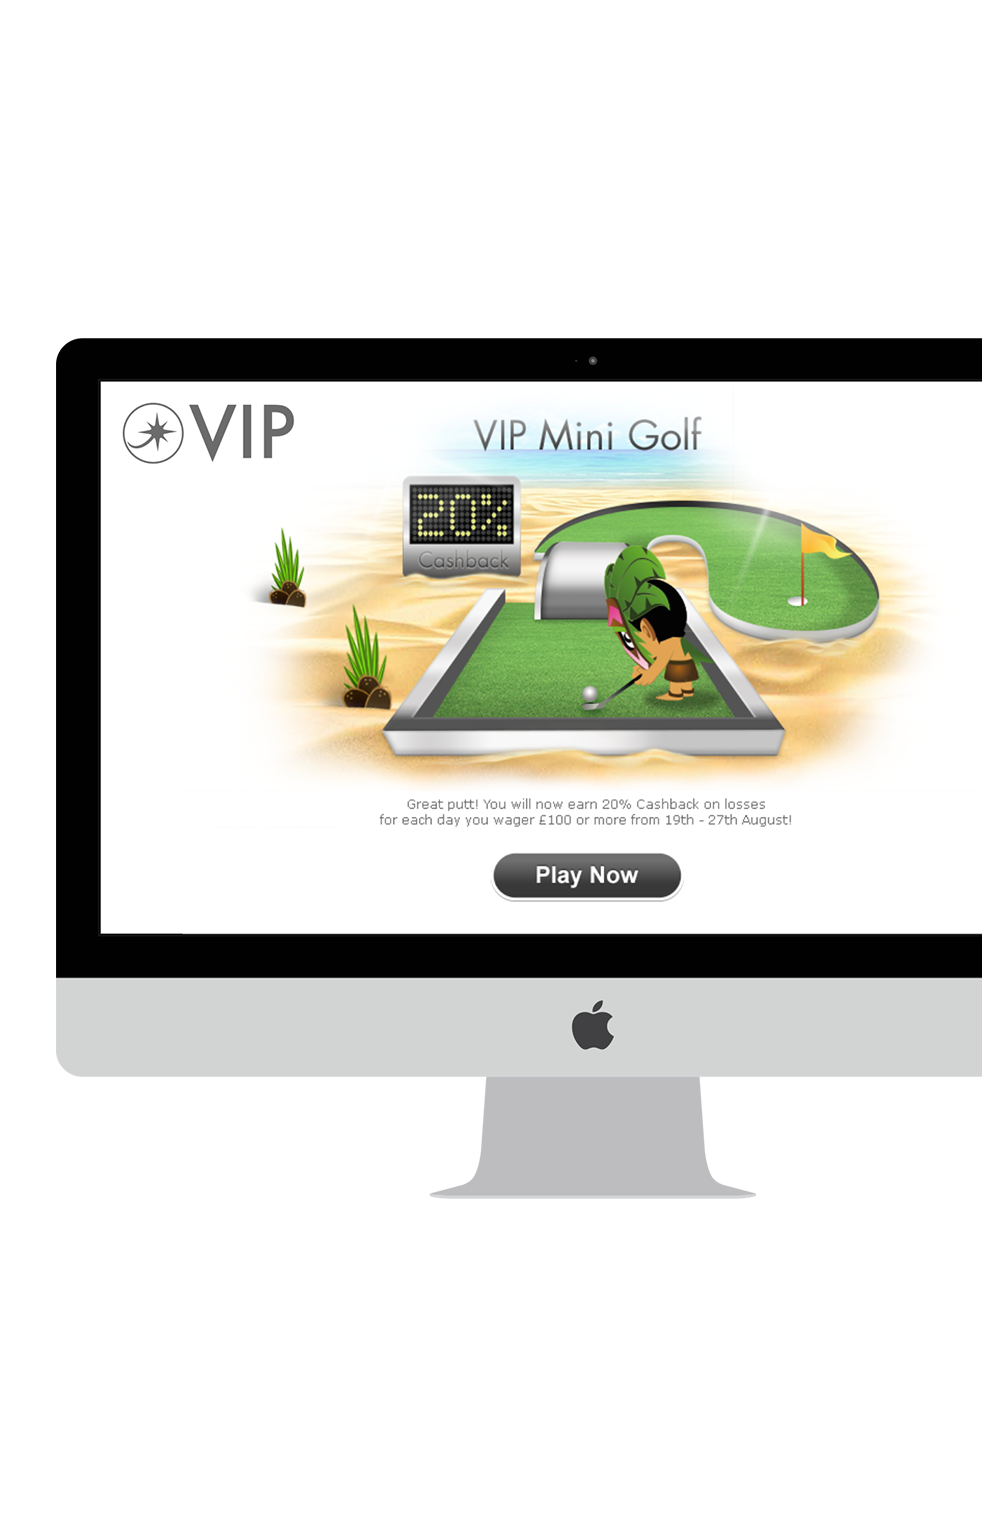 VIP
VIP Mini Golf
20%
Cashback
Great putt! You will now earn 20% Cashback on losses
for each day you wager £100 or more from 19th - 27th August!
Play Now